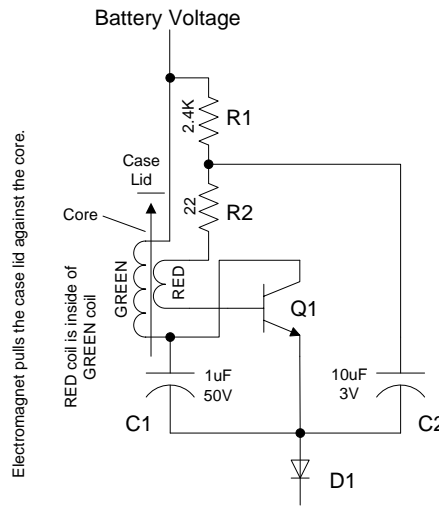 Battery Voltage
2.4K
R1
Case
Lid
Core
22
R2
GREEN
RED
Q1
Electromagnet pulls the case lid against the core.
RED coil is inside of
GREEN coil
1uF
50V
C1
10uF
3V
C2
D1